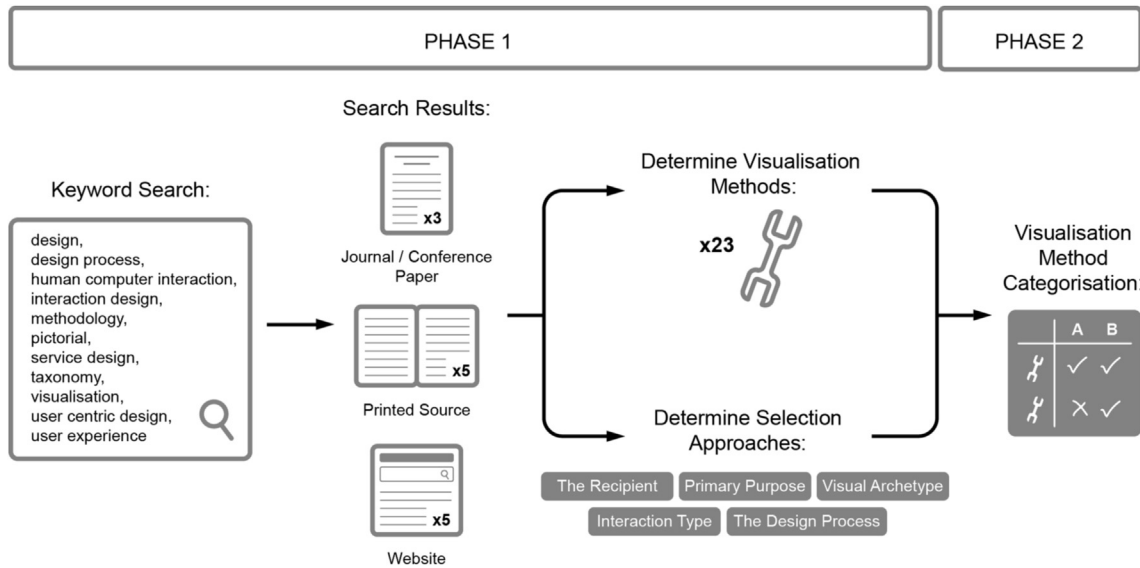 PHASE 1
PHASE 2
Keyword Search:
design,
design process,
human computer interaction,
interaction design,
methodology,
pictorial,
service design,
taxonomy,
visualisation,
user centric design,
user experience
Search Results:
x3
Journal / Conference
Paper
x5
Printed Source
x5
Website
Determine Visualisation
Methods:
x23
Determine Selection
Approaches:
The Recipient
Primary Purpose
Visual Archetype
Interaction Type
The Design Process
Visualisation
Method
Categorisation:
A B